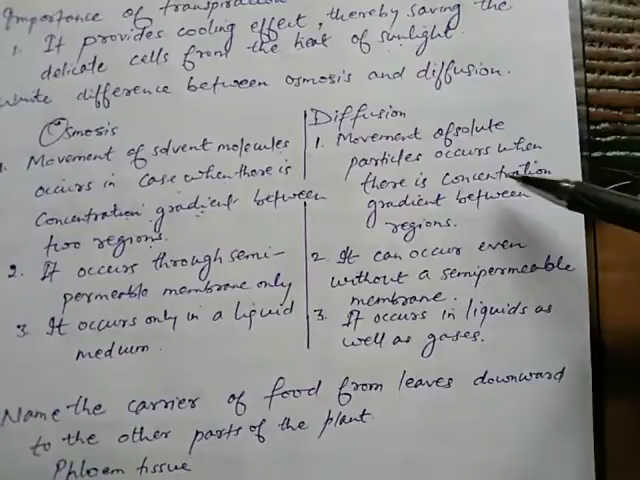 Importance of transpiration
1. It provides cooling effect, thereby saving the
delicate cells from the heat of sunlight.
Write difference between osmosis and diffusion.
Osmosis
1. Movement of solvent molecules
occurs in case when there is
concentration gradient between
two regions.
2. It occurs through semi-
permeable membrane only
3. It occurs only in a liquid
medium.
Diffusion
1. Movement of solute
particles occurs when
there is concentration
gradient between
regions.
2 It can occur even
without a semipermeable
membrane.
3. It occurs in liquids as
well as gases.
Name the carrier of food from leaves downward
to the other parts of the plant
Phloem tissue